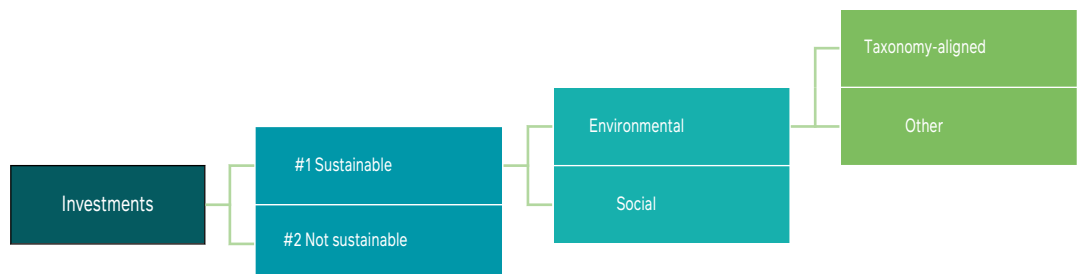 Investments
#1 Sustainable
#2 Not sustainable
Environmental
Social
Taxonomy-aligned
Other